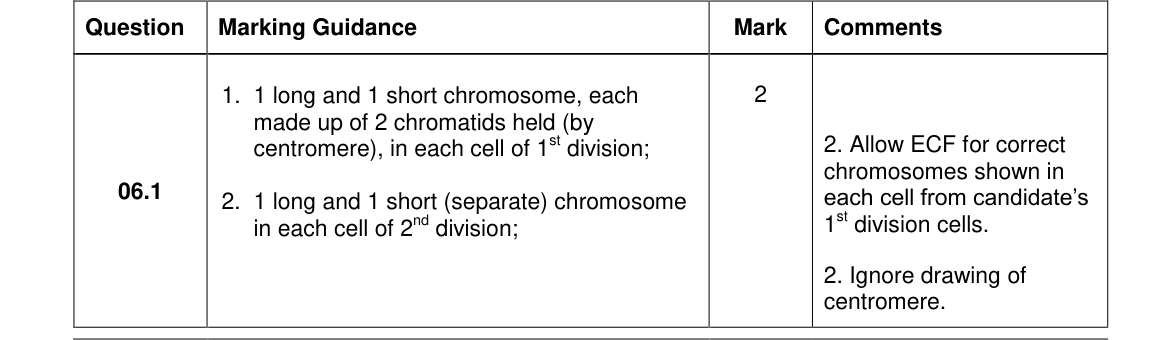 Question Marking Guidance Mark Comments
06.1
1. 1 long and 1 short chromosome, each
made up of 2 chromatids held (by
centromere), in each cell of 1st division;
2. 1 long and 1 short (separate) chromosome
in each cell of 2nd division;
2
2. Allow ECF for correct
chromosomes shown in
each cell from candidate's
1st division cells.
2. Ignore drawing of
centromere.